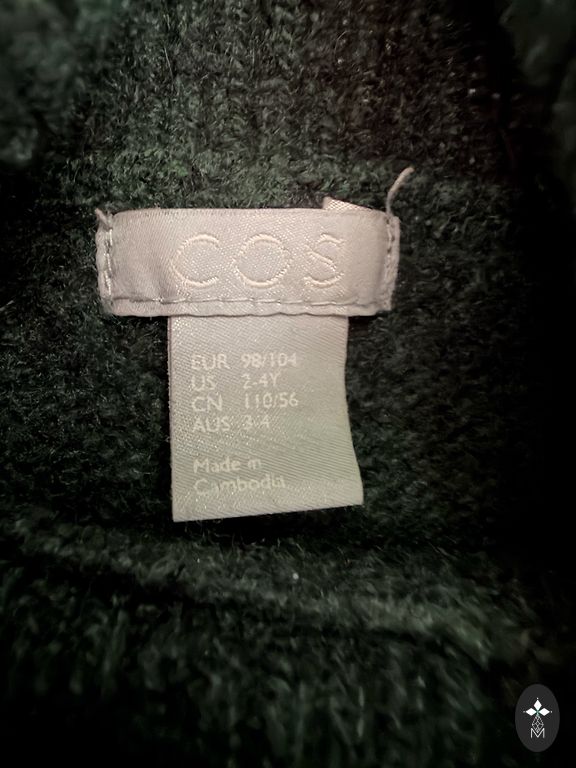 COS
EUR 98/104
US 2-4Y
CN 110/56
AUS 3-4
Made in
Cambodia
M